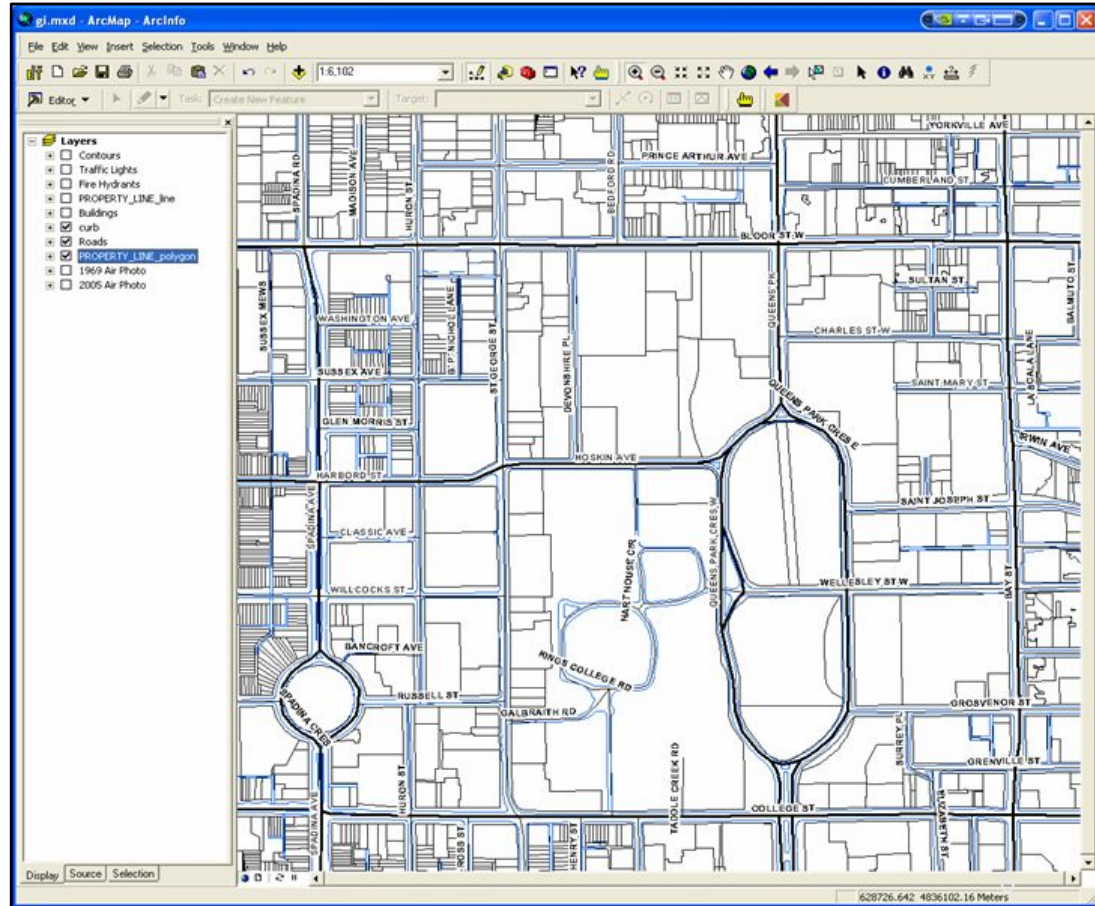 gi.mxd - ArcMap - ArcInfo
File Edit View Insert Selection Tools Window Help
1:6,102
Editor Task: Create New Feature Target:
Layers
Contours
Traffic Lights
Fire Hydrants
PROPERTY_LINE_line
Buildings
curb
Roads
PROPERTY_LINE_polygon
1969 Air Photo
2005 Air Photo
YORKVILLE AVE
PRINCE ARTHUR AVE
SPADINA RD
MADISON AVE
HURON ST
BEDFORD RD
CUMBERLAND ST
BLOOR ST W
SULTAN ST
BALMUTO ST
SUSSEX MEWS
WASHINGTON AVE
ST GEORGE ST
DEVONSHIRE PL
QUEENS PK
CHARLES ST W
SUSSEX AVE
LA SCALA LANE
SAINT MARY ST
QUEENS PARK CRES E
GLEN MORRIS ST
IRWIN AVE
HOSKIN AVE
HARBORD ST
SAINT JOSEPH ST
SPADINA AVE
CLASSIC AVE
QUEENS PARK CRES W
HART HOUSE CIR
WELLESLEY ST W
BAY ST
WILLCOCKS ST
BANCROFT AVE
KINGS COLLEGE RD
SPADINA CRES
RUSSELL ST
GALBRAITH RD
GROSVENOR ST
SURREY PL
TADDLE CREEK RD
GRENVILLE ST
HURON ST
COLLEGE ST
SPADINA AVE
ROSS ST
HENRY ST
ELIZABETH ST
Display Source Selection
628726.642 4836102.16 Meters